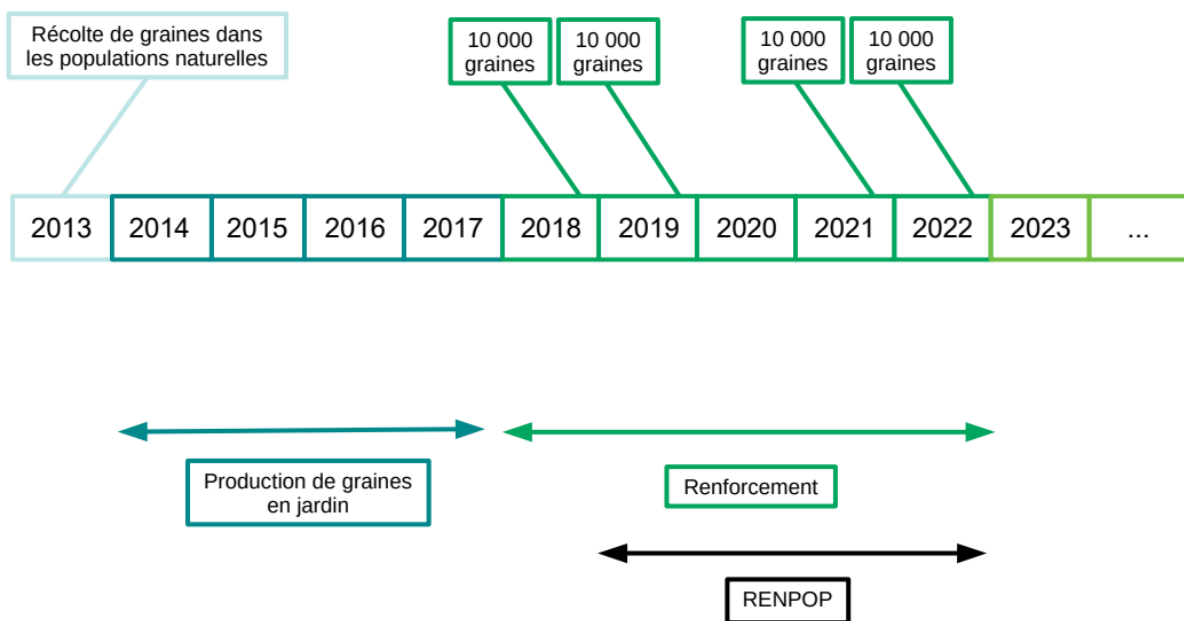 Récolte de graines dans
les populations naturelles
10 000
graines
10 000
graines
10 000
graines
10 000
graines
2013 2014 2015 2016 2017 2018 2019 2020 2021 2022 2023 ...
Production de graines
en jardin
Renforcement
RENPOP